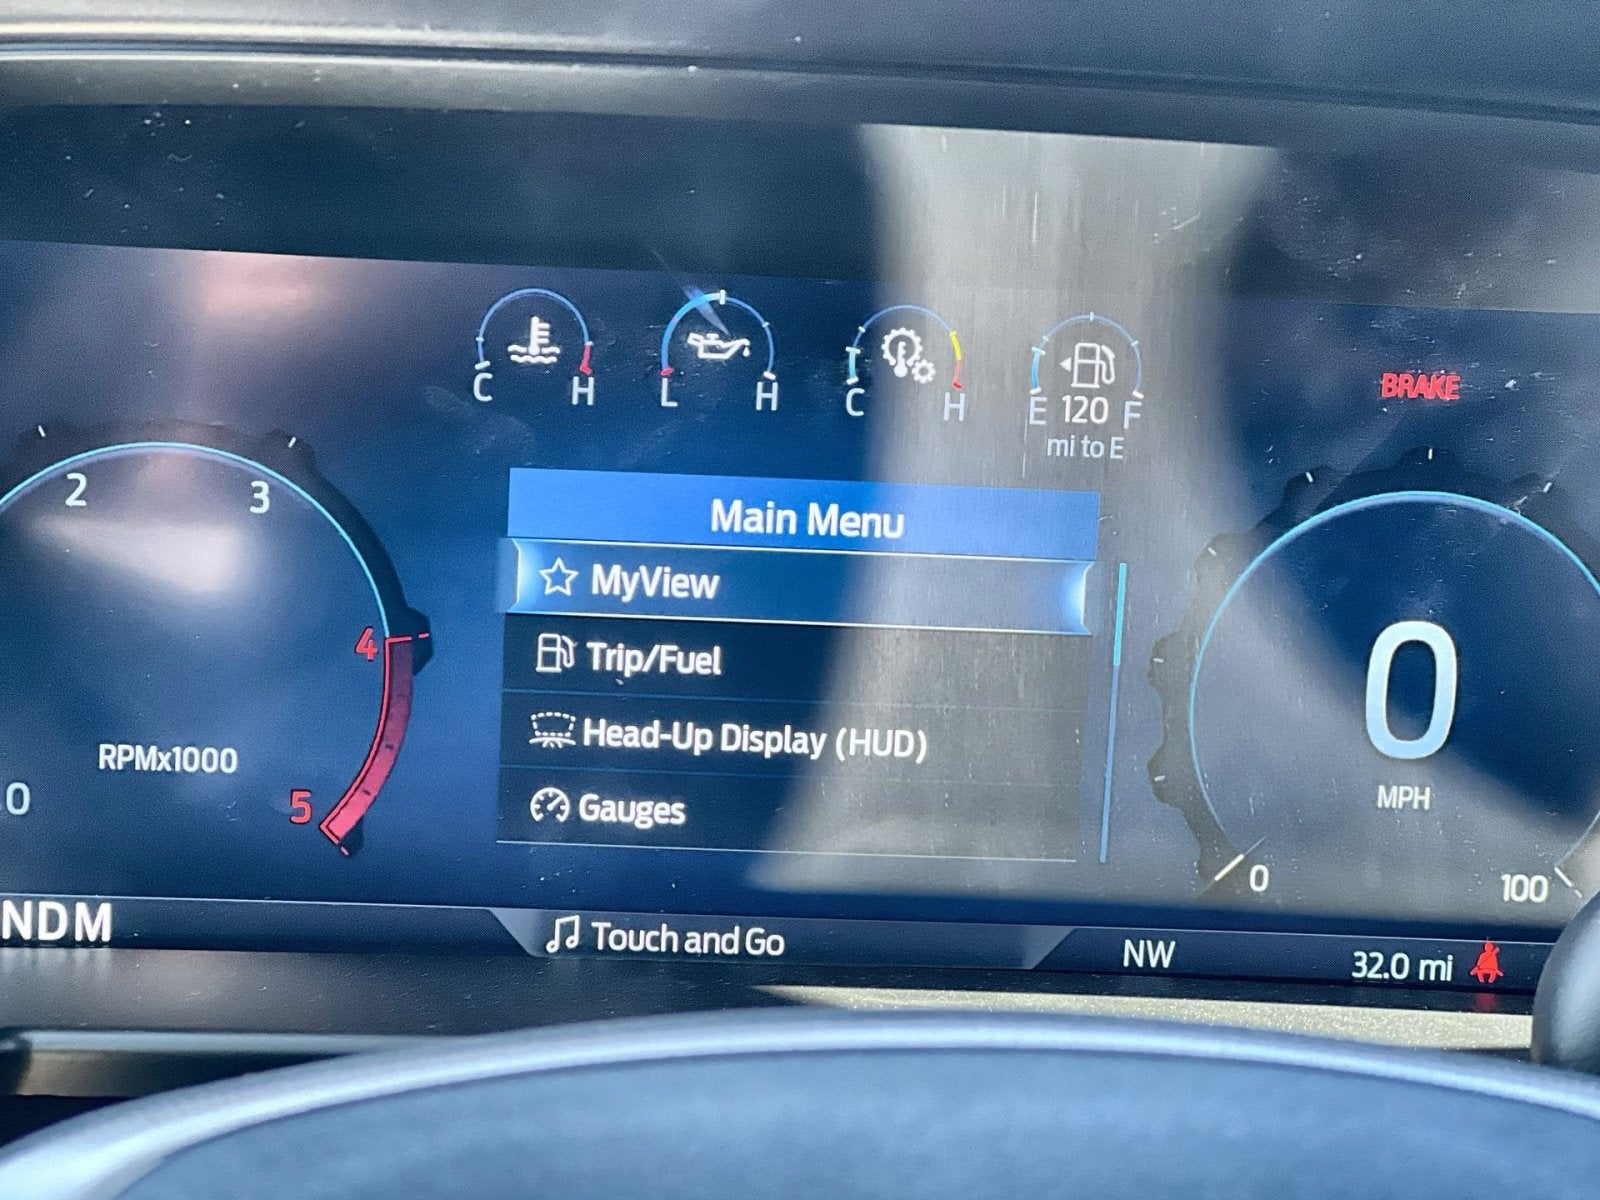 C H
L H
C H
E 120 F
mi to E
BRAKE
2 3
4
5
RPMx1000
0
Main Menu
MyView
Trip/Fuel
Head-Up Display (HUD)
Gauges
0
MPH
0 100
NDM
Touch and Go
NW
32.0 mi